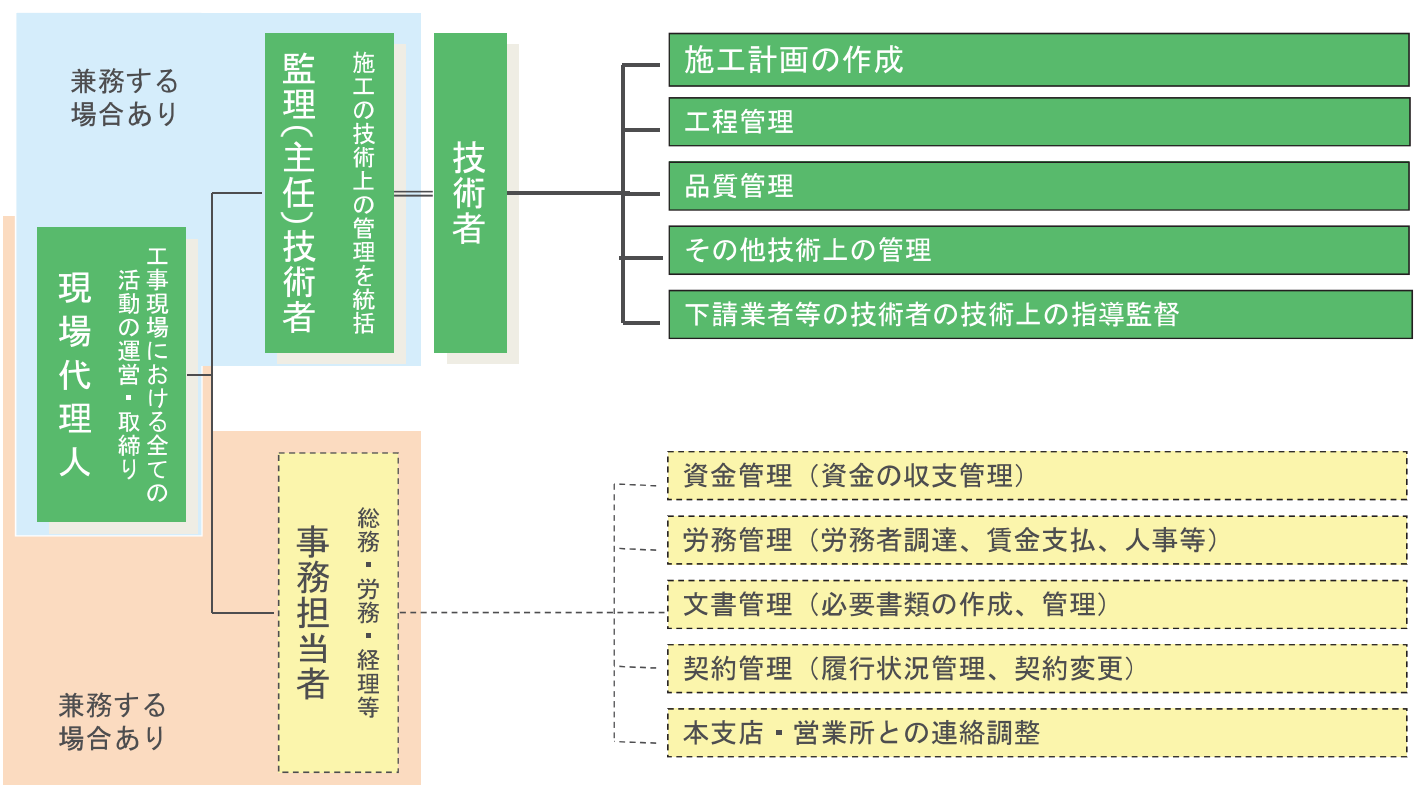 兼務する
場合あり
現場代理人
工事現場における全ての
活動の運営・取締り
監理(主任)技術者
施工の技術上の管理を統括
技術者
施工計画の作成
工程管理
品質管理
その他技術上の管理
下請業者等の技術者の技術上の指導監督
事務担当者
総務・労務・経理等
資金管理（資金の収支管理）
労務管理（労務者調達、賃金支払、人事等）
文書管理（必要書類の作成、管理）
契約管理（履行状況管理、契約変更）
本支店・営業所との連絡調整
兼務する
場合あり